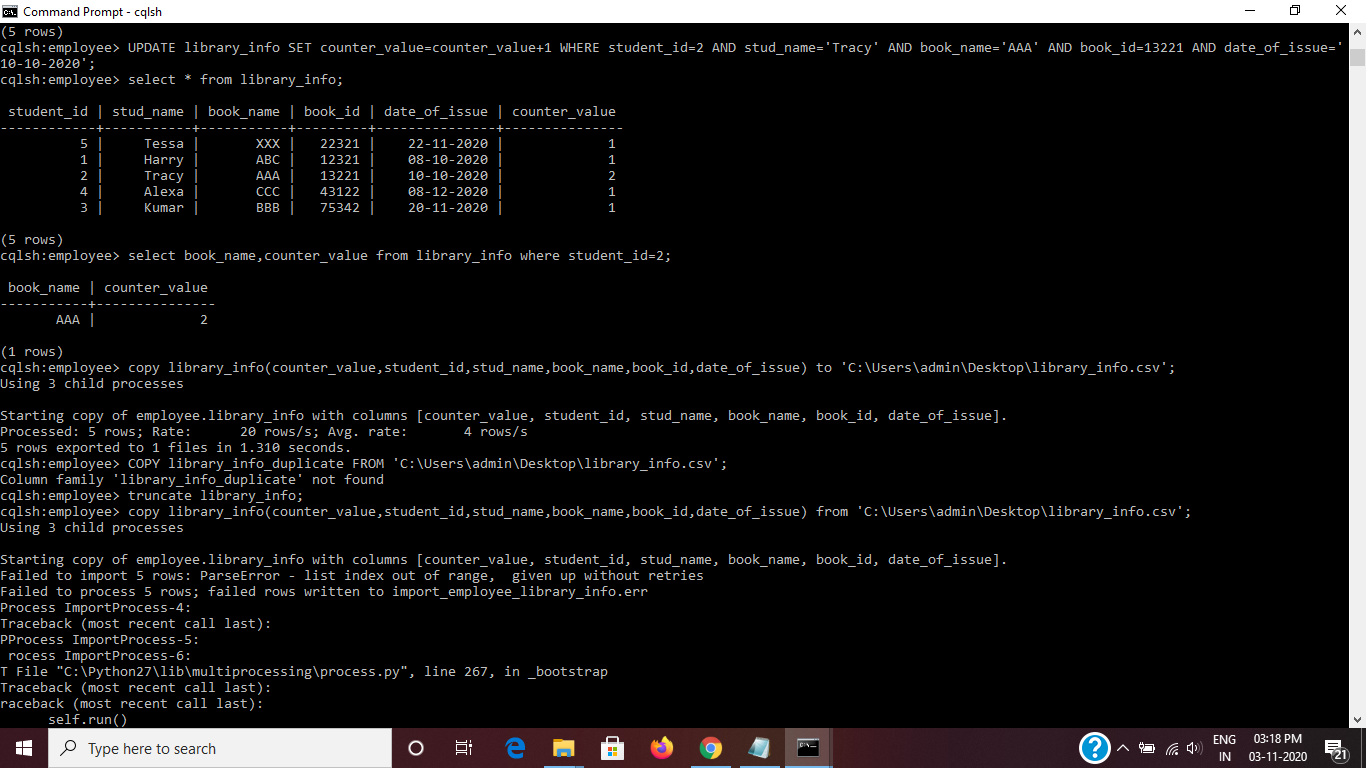 Command Prompt - cqlsh
(5 rows)
cqlsh:employee> UPDATE library_info SET counter_value=counter_value+1 WHERE student_id=2 AND stud_name='Tracy' AND book_name='AAA' AND book_id=13221 AND date_of_issue='
10-10-2020';
cqlsh:employee> select * from library_info;
 student_id | stud_name | book_name | book_id | date_of_issue | counter_value
------------+-----------+-----------+---------+---------------+---------------
          5 |     Tessa |       XXX |   22321 |    22-11-2020 |             1
          1 |     Harry |       ABC |   12321 |    08-10-2020 |             1
          2 |     Tracy |       AAA |   13221 |    10-10-2020 |             2
          4 |     Alexa |       CCC |   43122 |    08-12-2020 |             1
          3 |     Kumar |       BBB |   75342 |    20-11-2020 |             1
(5 rows)
cqlsh:employee> select book_name,counter_value from library_info where student_id=2;
 book_name | counter_value
-----------+---------------
       AAA |             2
(1 rows)
cqlsh:employee> copy library_info(counter_value,student_id,stud_name,book_name,book_id,date_of_issue) to 'C:\Users\admin\Desktop\library_info.csv';
Using 3 child processes
Starting copy of employee.library_info with columns [counter_value, student_id, stud_name, book_name, book_id, date_of_issue].
Processed: 5 rows; Rate:      20 rows/s; Avg. rate:       4 rows/s
5 rows exported to 1 files in 1.310 seconds.
cqlsh:employee> COPY library_info_duplicate FROM 'C:\Users\admin\Desktop\library_info.csv';
Column family 'library_info_duplicate' not found
cqlsh:employee> truncate library_info;
cqlsh:employee> copy library_info(counter_value,student_id,stud_name,book_name,book_id,date_of_issue) from 'C:\Users\admin\Desktop\library_info.csv';
Using 3 child processes
Starting copy of employee.library_info with columns [counter_value, student_id, stud_name, book_name, book_id, date_of_issue].
Failed to import 5 rows: ParseError - list index out of range,  given up without retries
Failed to process 5 rows; failed rows written to import_employee_library_info.err
Process ImportProcess-4:
Traceback (most recent call last):
PProcess ImportProcess-5:
 rocess ImportProcess-6:
T File "C:\Python27\lib\multiprocessing\process.py", line 267, in _bootstrap
Traceback (most recent call last):
raceback (most recent call last):
      self.run()
Type here to search
ENG
IN
03:18 PM
03-11-2020
21